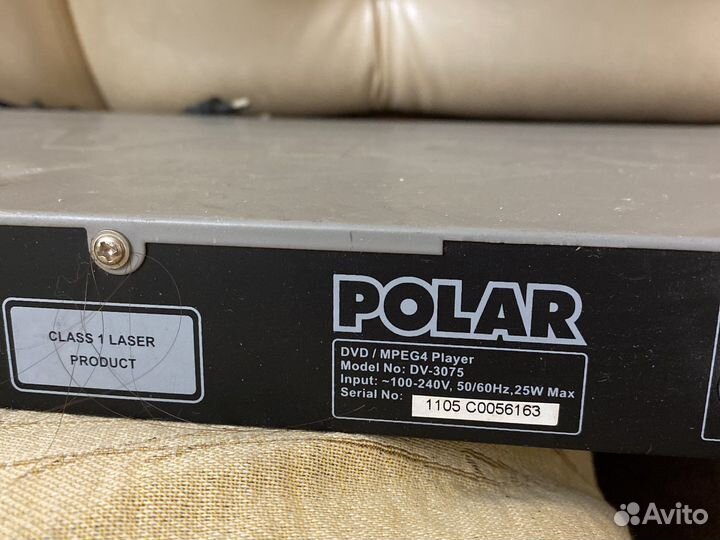 CLASS 1 LASER
PRODUCT
POLAR
DVD / MPEG4 Player
Model No: DV-3075
Input: ~100-240V, 50/60Hz,25W Max
Serial No: 1105 C0056163
Avito